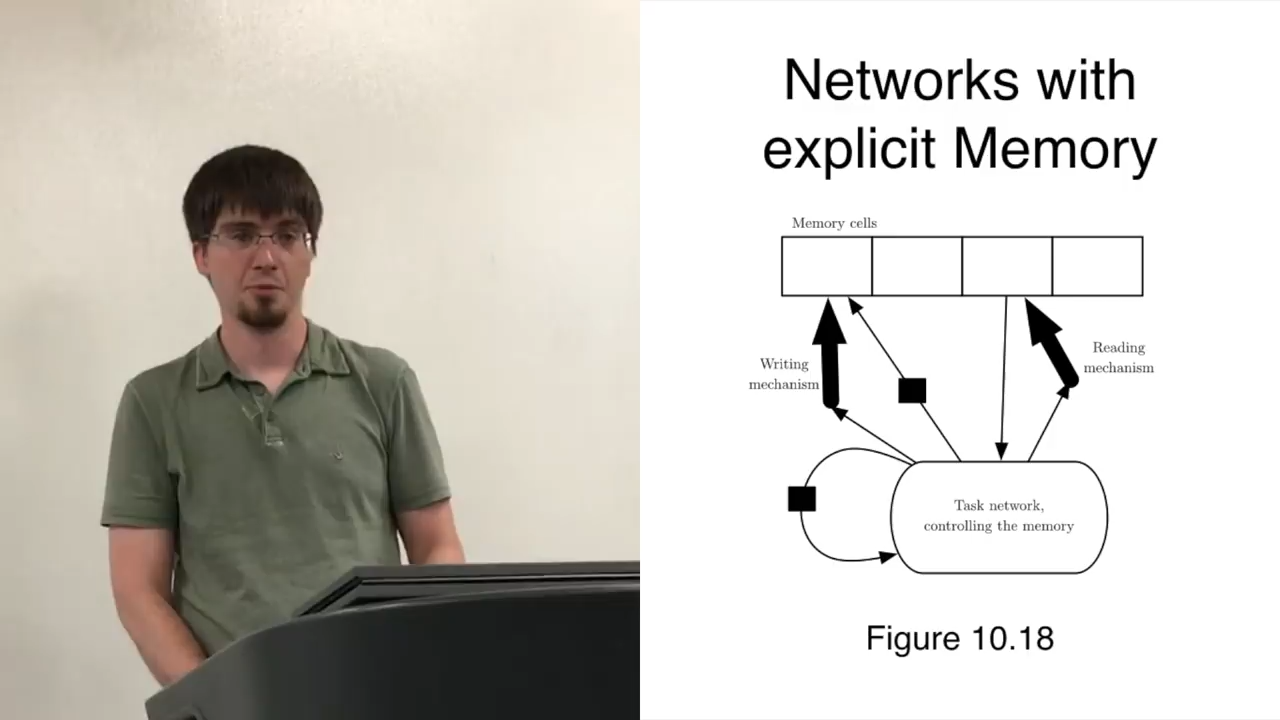 Networks with
explicit Memory
Memory cells
Writing
mechanism
Reading
mechanism
Task network,
controlling the memory
Figure 10.18